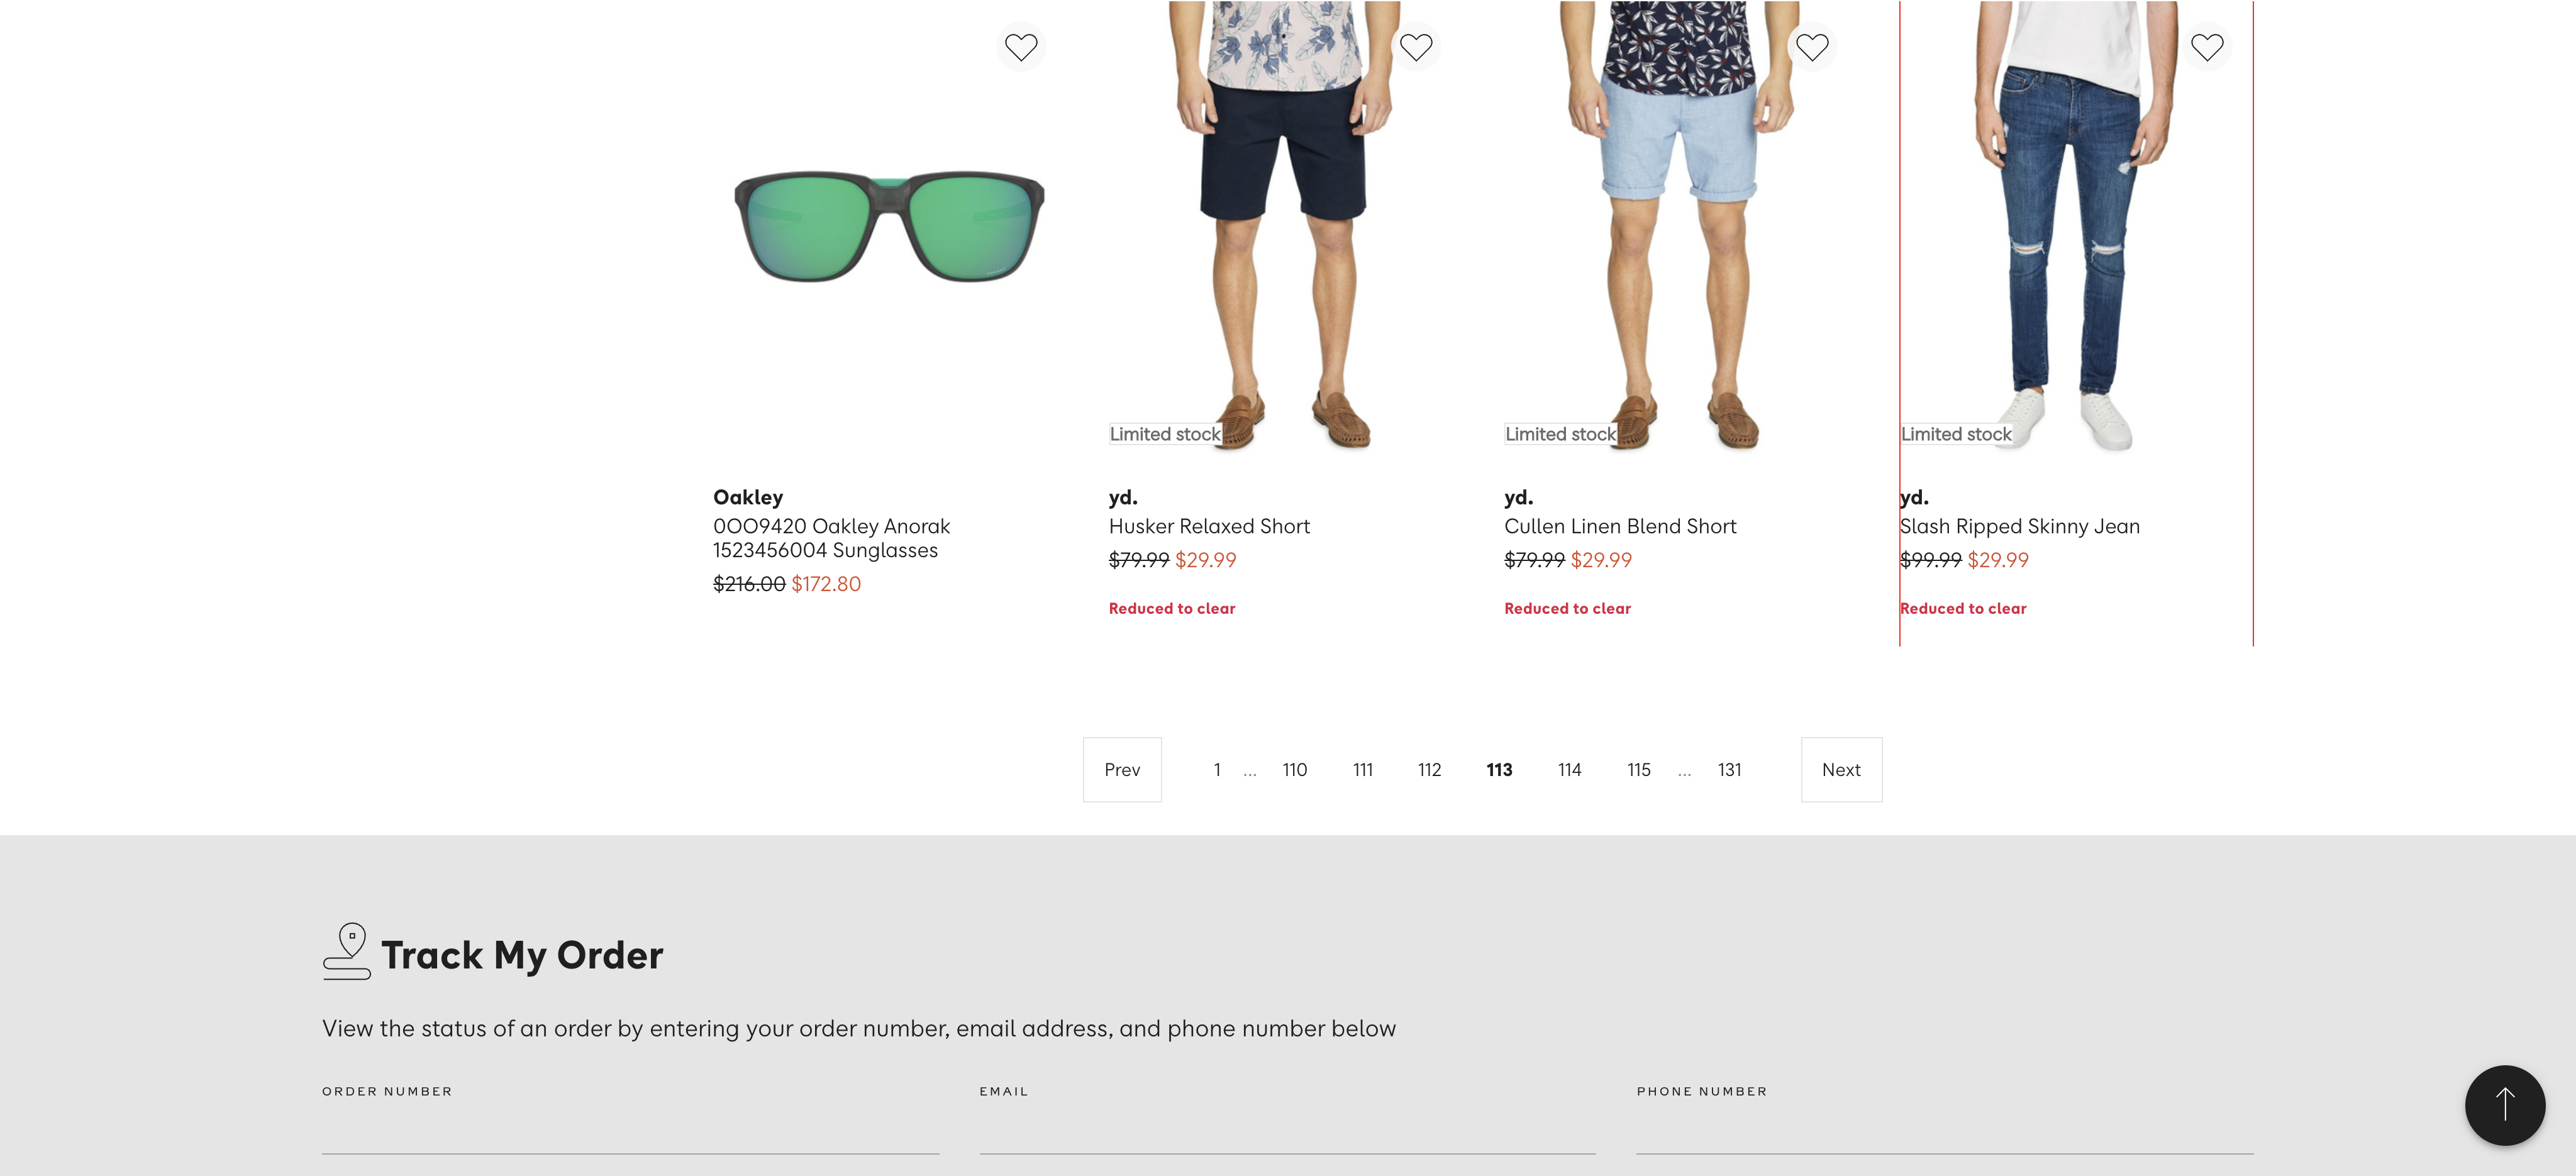 Limited stock
Limited stock
Limited stock
Oakley
0OO9420 Oakley Anorak
1523456004 Sunglasses
$216.00 $172.80
yd.
Husker Relaxed Short
$79.99 $29.99
Reduced to clear
yd.
Cullen Linen Blend Short
$79.99 $29.99
Reduced to clear
yd.
Slash Ripped Skinny Jean
$99.99 $29.99
Reduced to clear
Prev 1 ... 110 111 112 113 114 115 ... 131 Next
Track My Order
View the status of an order by entering your order number, email address, and phone number below
ORDER NUMBER
EMAIL
PHONE NUMBER